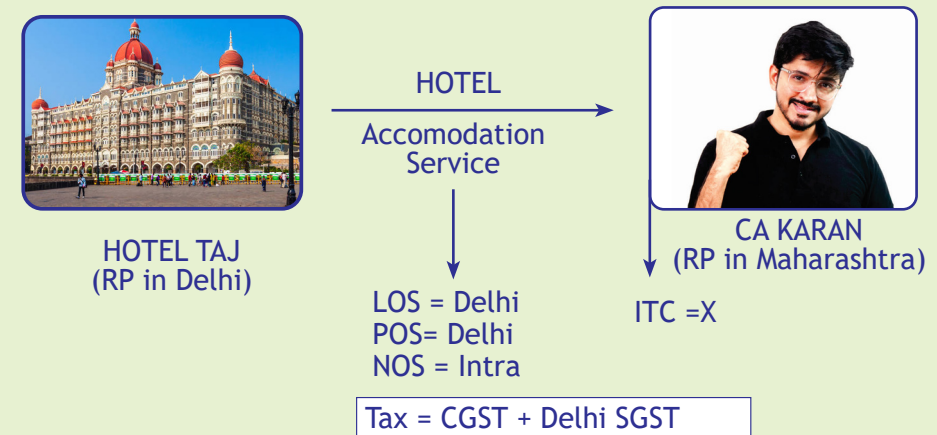 HOTEL
Accomodation
Service
HOTEL TAJ
(RP in Delhi)
CA KARAN
(RP in Maharashtra)
LOS = Delhi
POS= Delhi
NOS = Intra
ITC =X
Tax = CGST + Delhi SGST